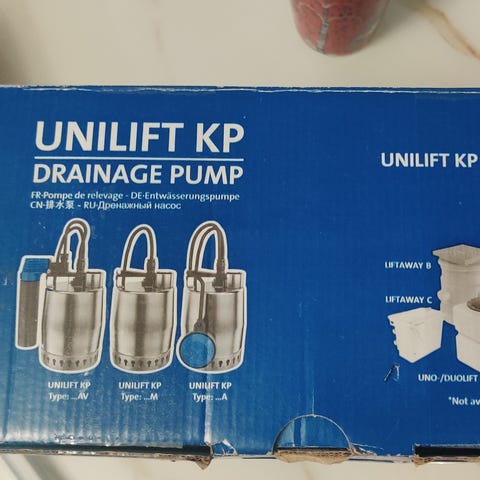 UNILIFT KP
DRAINAGE PUMP
FR-Pompe de relevage - DE-Entwässerungspumpe
CN-排水泵 - RU-Дренажный насос
UNILIFT KP
Type: ...AV
UNILIFT KP
Type: ...M
UNILIFT KP
Type: ...A
UNILIFT KP
LIFTAWAY B
LIFTAWAY C
UNO-/DUOLIFT
*Not